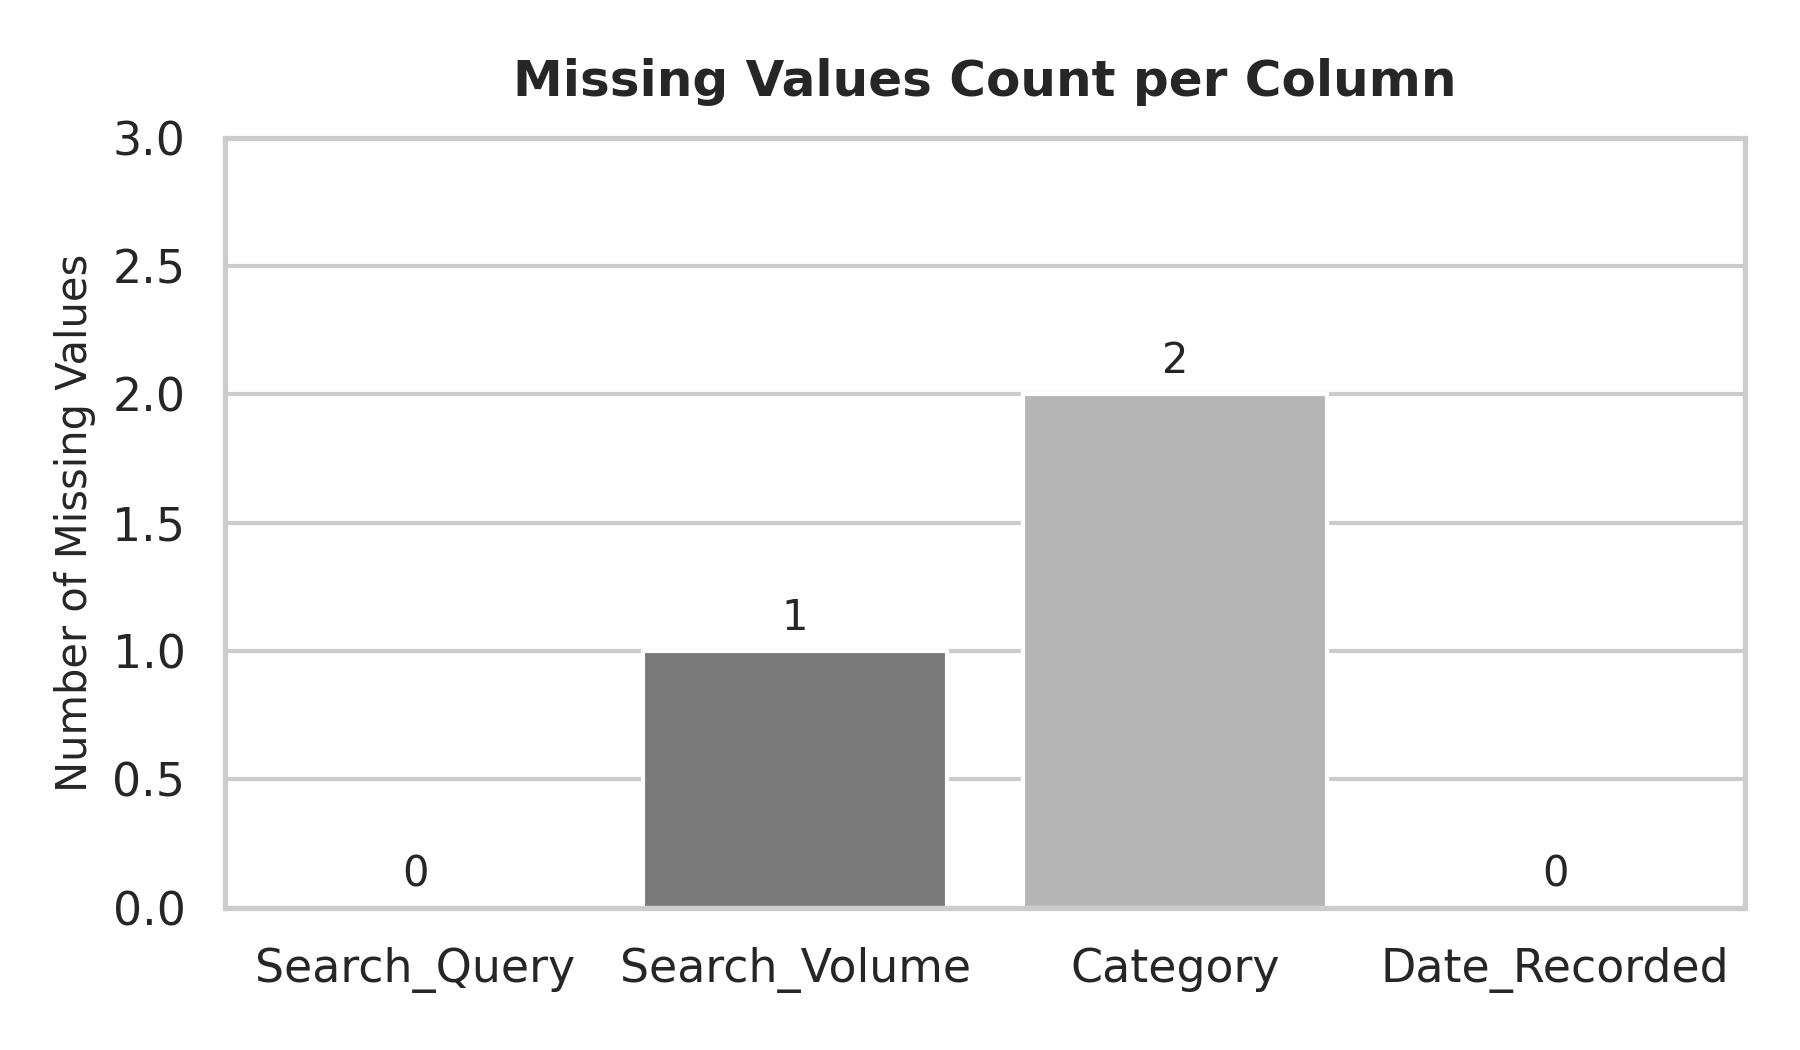 Missing Values Count per Column
Number of Missing Values
3.0
2.5
2.0
1.5
1.0
0.5
0.0
0
1
2
0
Search_Query
Search_Volume
Category
Date_Recorded